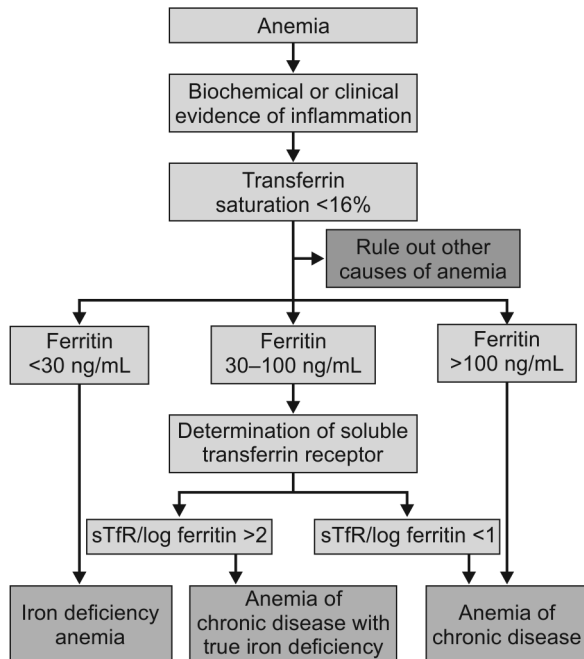 Anemia
Biochemical or clinical
evidence of inflammation
Transferrin
saturation <16%
Rule out other
causes of anemia
Ferritin
<30 ng/mL
Ferritin
30–100 ng/mL
Ferritin
>100 ng/mL
Determination of soluble
transferrin receptor
sTfR/log ferritin >2
sTfR/log ferritin <1
Iron deficiency
anemia
Anemia of
chronic disease with
true iron deficiency
Anemia of
chronic disease